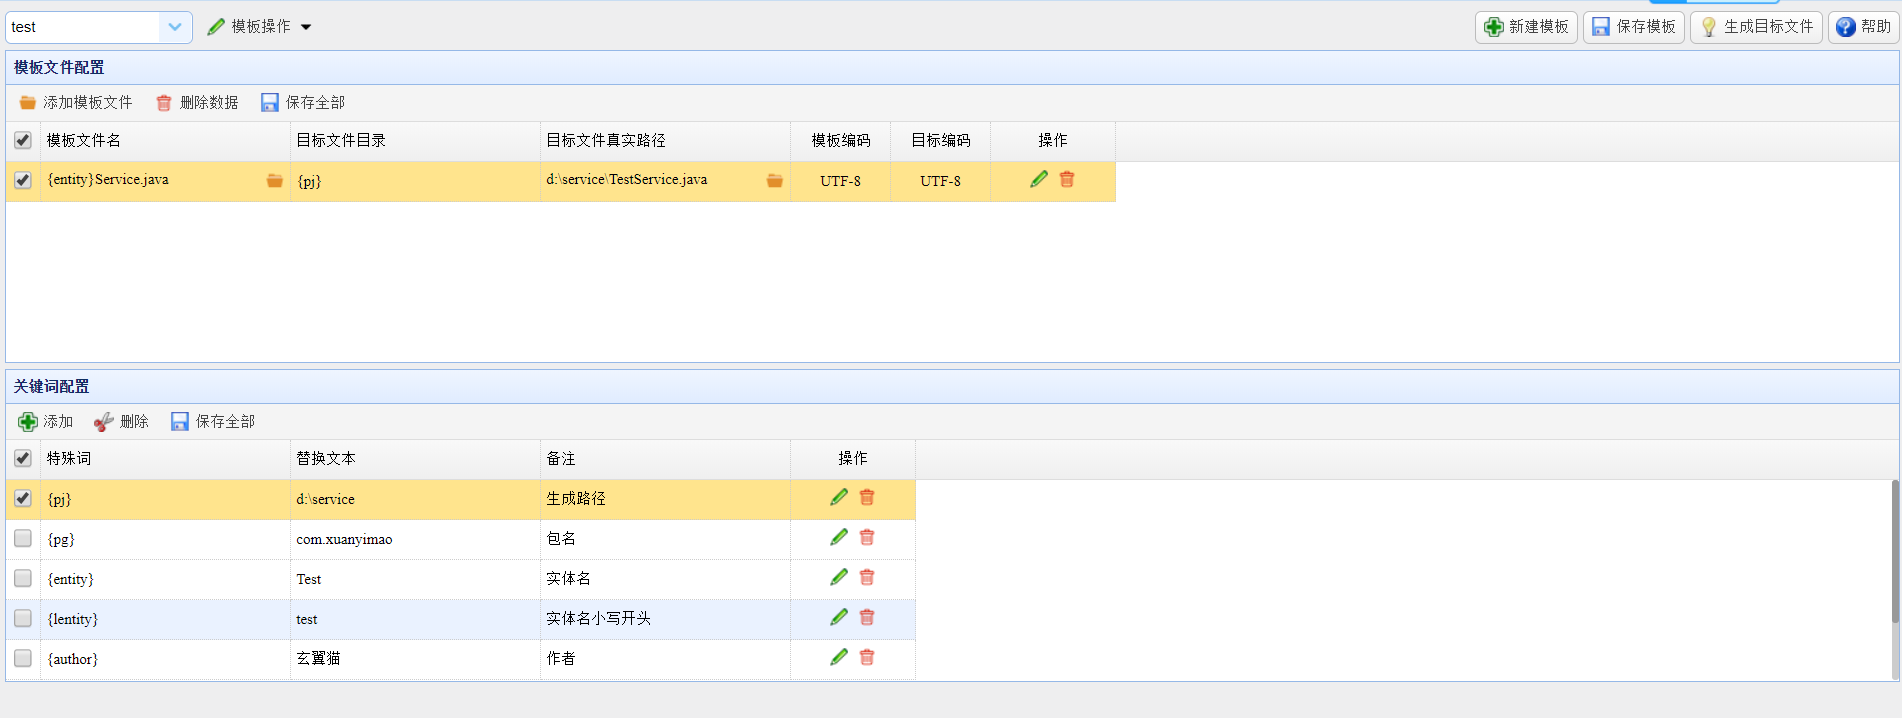 test 模板操作 新建模板 保存模板 生成目标文件 帮助
模板文件配置
添加模板文件 删除数据 保存全部
模板文件名 目标文件目录 目标文件真实路径 模板编码 目标编码 操作
{entity}Service.java {pj} d:\service\TestService.java UTF-8 UTF-8
关键词配置
添加 删除 保存全部
特殊词 替换文本 备注 操作
{pj} d:\service 生成路径
{pg} com.xuanyimao 包名
{entity} Test 实体名
{lentity} test 实体名小写开头
{author} 玄翼猫 作者